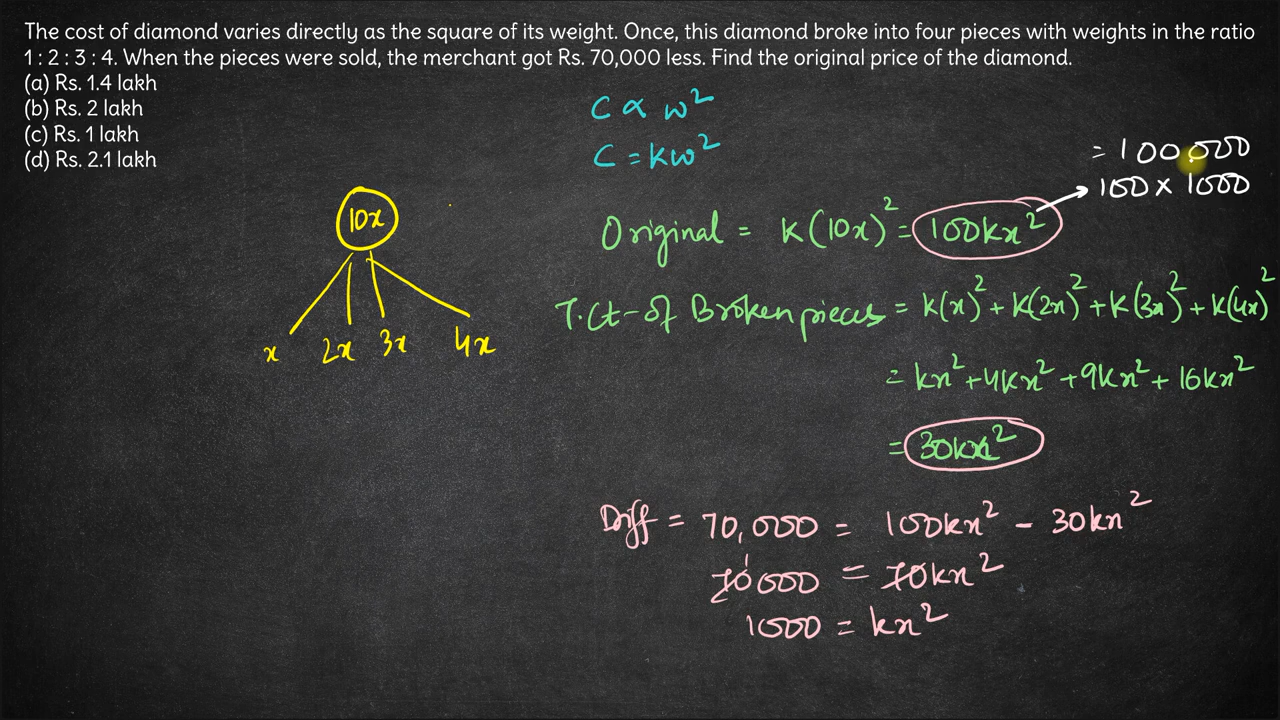 The cost of diamond varies directly as the square of its weight. Once, this diamond broke into four pieces with weights in the ratio
1 : 2 : 3 : 4. When the pieces were sold, the merchant got Rs. 70,000 less. Find the original price of the diamond.
(a) Rs. 1.4 lakh
(b) Rs. 2 lakh
(c) Rs. 1 lakh
(d) Rs. 2.1 lakh
C ∝ w²
C = kw²
10x
x 2x 3x 4x
= 100000
100 x 1000
Original = k(10x)² = 100kx²
T. Ct- of Broken pieces = k(x)² + k(2x)² + k(3x)² + k(4x)²
= kx² + 4kx² + 9kx² + 16kx²
= 30kx²
Diff = 70,000 = 100kx² - 30kx²
70000 = 70kx²
1000 = kx²